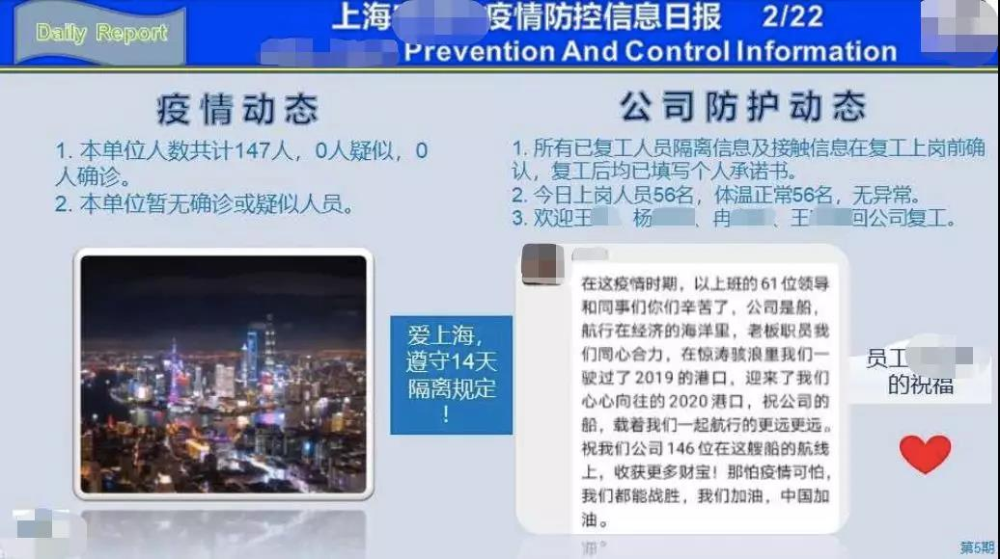 Daily Report
上海 疫情防控信息日报 2/22
Prevention And Control Information
疫情动态
1. 本单位人数共计147人，0人疑似，0
人确诊。
2. 本单位暂无确诊或疑似人员。
公司防护动态
1. 所有已复工人员隔离信息及接触信息在复工上岗前确
认，复工后均已填写个人承诺书。
2. 今日上岗人员56名，体温正常56名，无异常。
3. 欢迎王 、杨 、冉 、王 回公司复工。
爱上海，
遵守14天
隔离规定
！
在这疫情时期，以上班的61位领导
和同事们你们辛苦了，公司是船，
航行在经济的海洋里，老板职员我
们同心合力，在惊涛骇浪里我们一
驶过了2019的港口，迎来了我们
心心向往的2020港口，祝公司的
船，载着我们一起航行的更远更远。
祝我们公司146位在这艘船的航线
上，收获更多财宝！那怕疫情可怕，
我们都能战胜，我们加油，中国加
油。
员工
的祝福
第5期